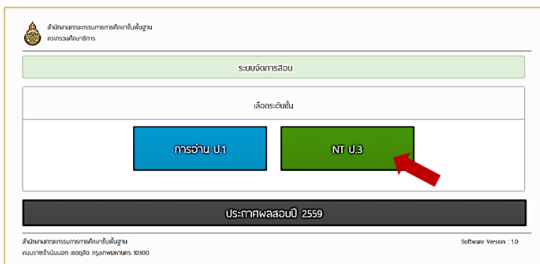 สำนักงานคณะกรรมการการศึกษาขั้นพื้นฐาน
กระทรวงศึกษาธิการ
ระบบจัดการสอบ
เลือกระดับชั้น
การอ่าน ป.1
NT ป.3
ประกาศผลสอบปี 2559
สำนักงานคณะกรรมการการศึกษาขั้นพื้นฐาน
Software Version : 1.0
ถนนราชดำเนินนอก เขตดุสิต กรุงเทพมหานคร 10300